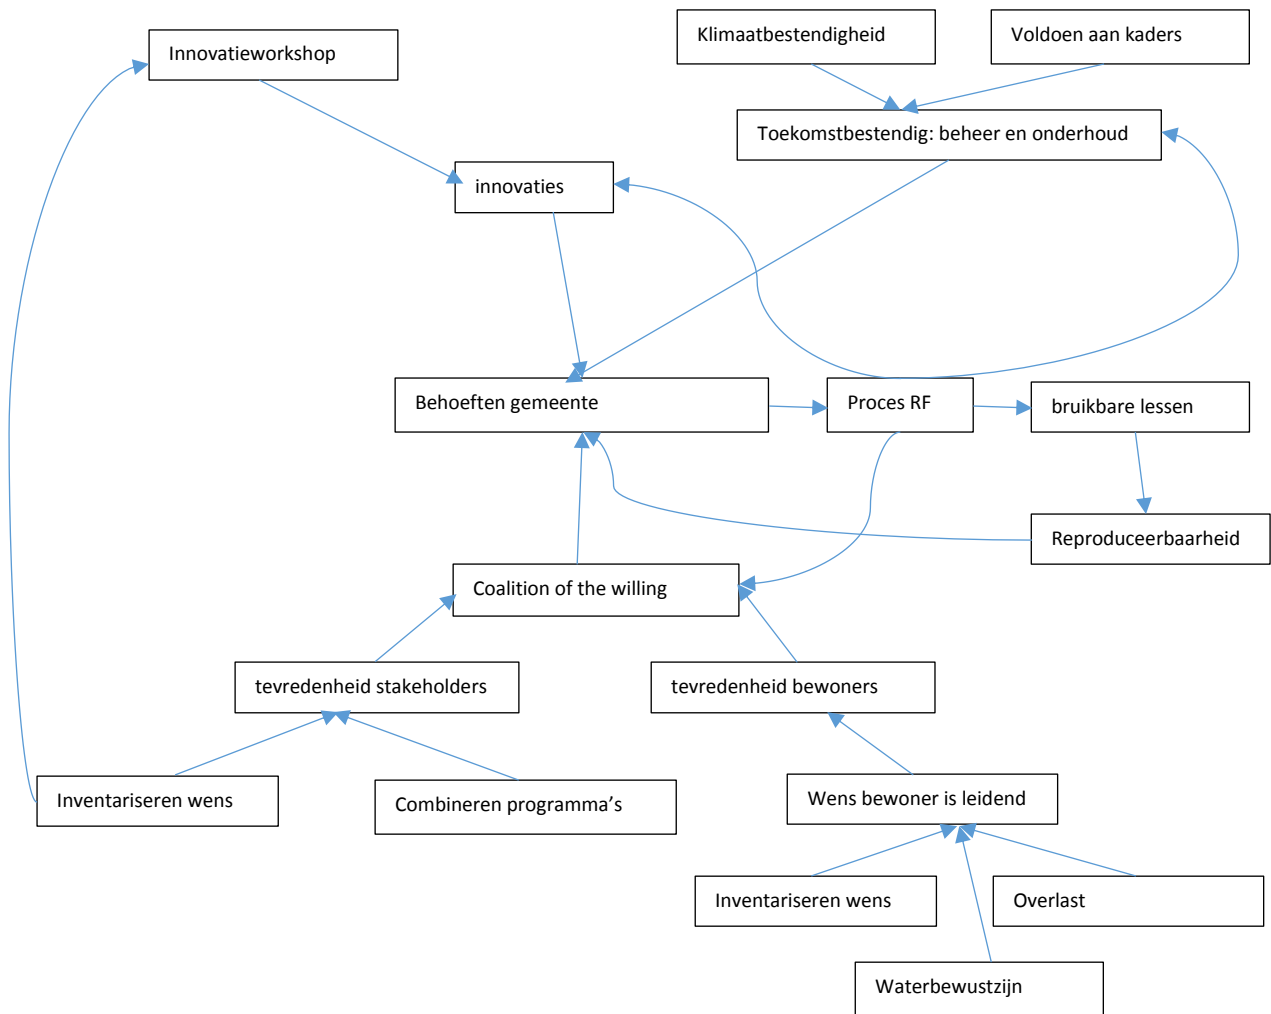 Klimaatbestendigheid
Voldoen aan kaders
Innovatieworkshop
Toekomstbestendig: beheer en onderhoud
innovaties
Behoeften gemeente
Proces RF
bruikbare lessen
Reproduceerbaarheid
Coalition of the willing
tevredenheid stakeholders
tevredenheid bewoners
Inventariseren wens
Combineren programma’s
Wens bewoner is leidend
Inventariseren wens
Overlast
Waterbewustzijn